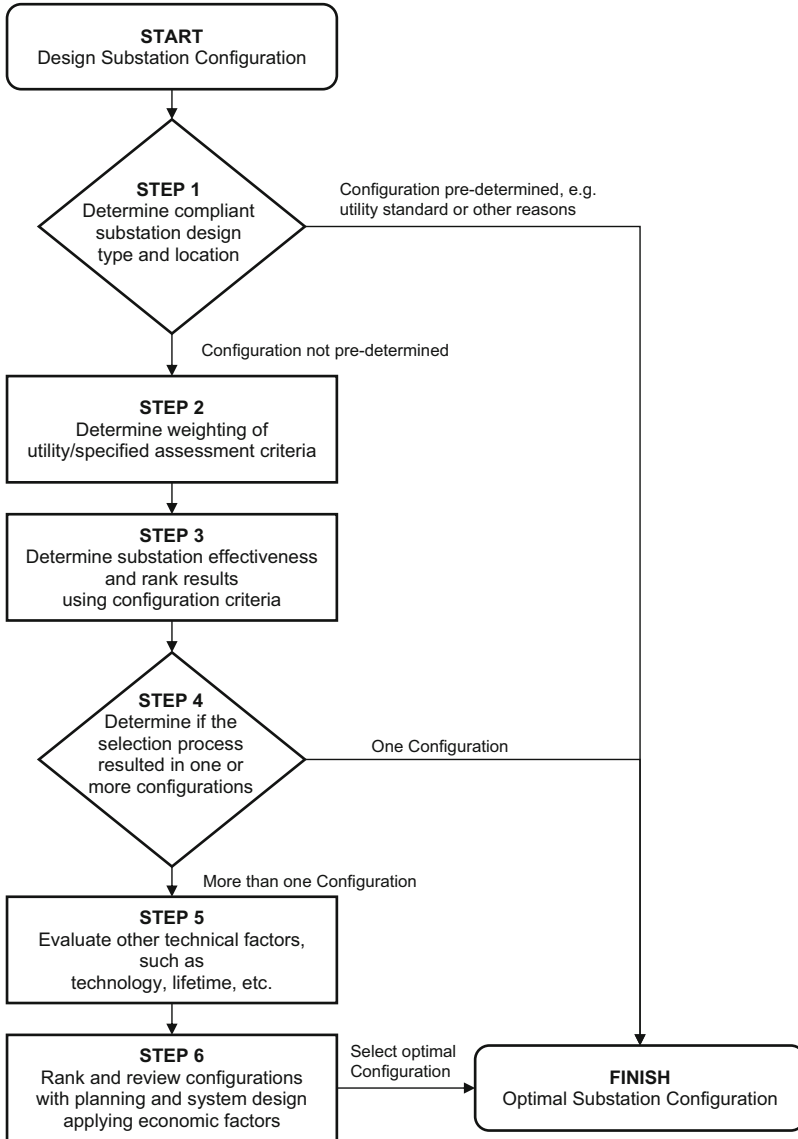 START
Design Substation Configuration
STEP 1
Determine compliant
substation design
type and location
Configuration pre-determined, e.g.
utility standard or other reasons
Configuration not pre-determined
STEP 2
Determine weighting of
utility/specified assessment criteria
STEP 3
Determine substation effectiveness
and rank results
using configuration criteria
STEP 4
Determine if the
selection process
resulted in one or
more configurations
One Configuration
More than one Configuration
STEP 5
Evaluate other technical factors,
such as
technology, lifetime, etc.
STEP 6
Rank and review configurations
with planning and system design
applying economic factors
Select optimal
Configuration
FINISH
Optimal Substation Configuration